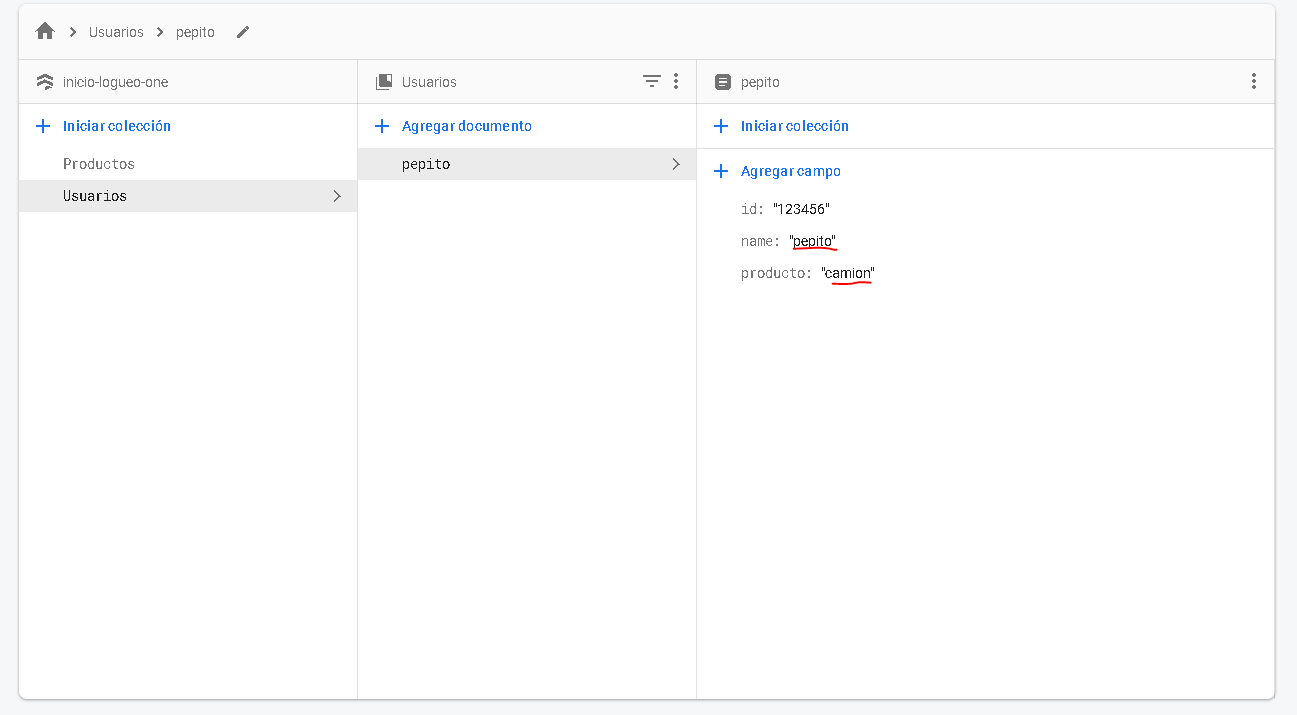 Usuarios pepito
inicio-logueo-one
Usuarios
pepito
Iniciar colección
Agregar documento
Iniciar colección
Productos
Usuarios
pepito
Agregar campo
id: "123456"
name: "pepito"
producto: "camion"